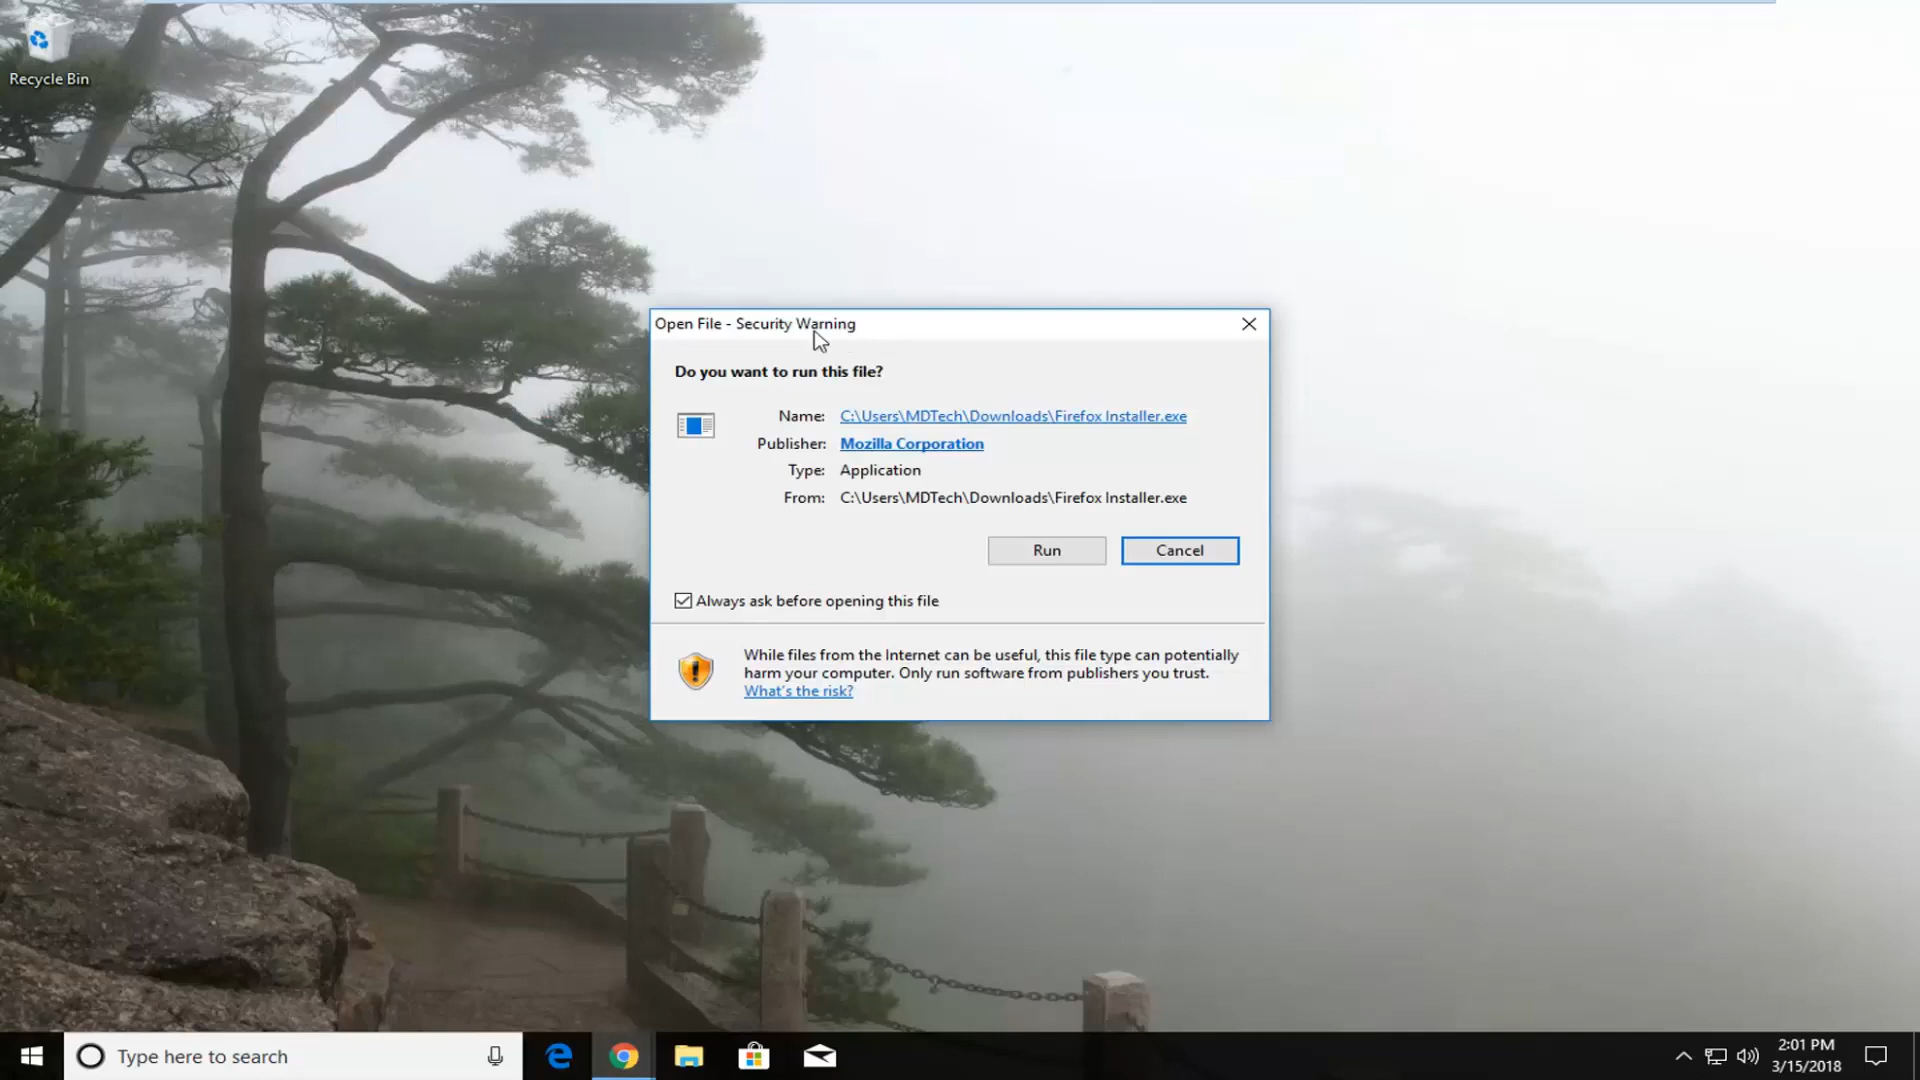 Recycle Bin
Open File - Security Warning
Do you want to run this file?
Name: C:\Users\MDTech\Downloads\Firefox Installer.exe
Publisher: Mozilla Corporation
Type: Application
From: C:\Users\MDTech\Downloads\Firefox Installer.exe
Run Cancel
Always ask before opening this file
While files from the Internet can be useful, this file type can potentially
harm your computer. Only run software from publishers you trust.
What's the risk?
Type here to search
2:01 PM
3/15/2018